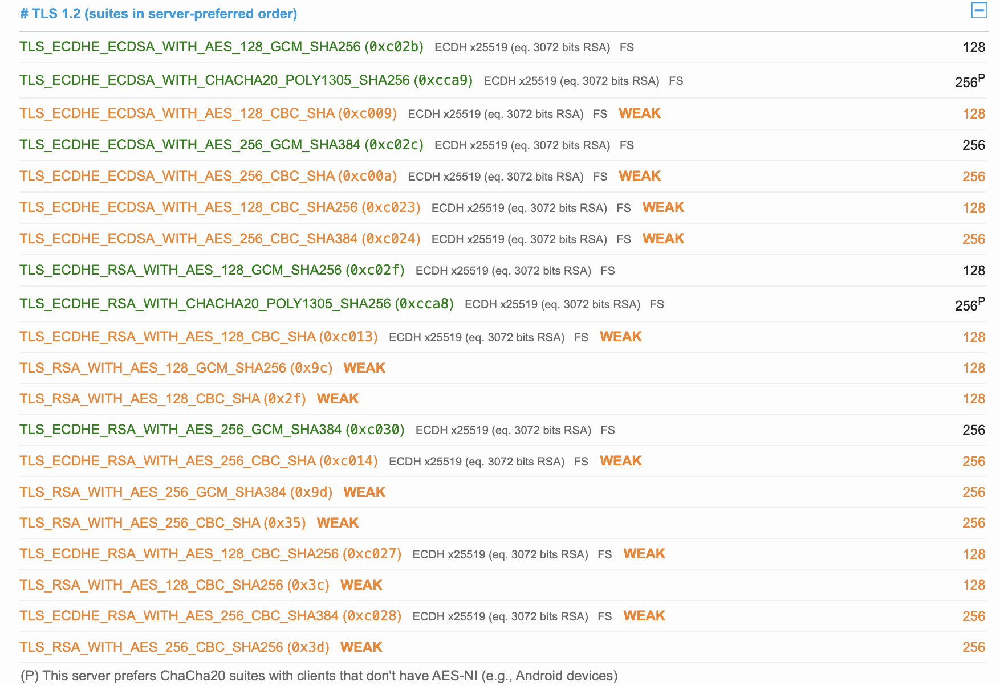 # TLS 1.2 (suites in server-preferred order)
TLS_ECDHE_ECDSA_WITH_AES_128_GCM_SHA256 (0xc02b) ECDH x25519 (eq. 3072 bits RSA) FS 128
TLS_ECDHE_ECDSA_WITH_CHACHA20_POLY1305_SHA256 (0xcca9) ECDH x25519 (eq. 3072 bits RSA) FS 256P
TLS_ECDHE_ECDSA_WITH_AES_128_CBC_SHA (0xc009) ECDH x25519 (eq. 3072 bits RSA) FS WEAK 128
TLS_ECDHE_ECDSA_WITH_AES_256_GCM_SHA384 (0xc02c) ECDH x25519 (eq. 3072 bits RSA) FS 256
TLS_ECDHE_ECDSA_WITH_AES_256_CBC_SHA (0xc00a) ECDH x25519 (eq. 3072 bits RSA) FS WEAK 256
TLS_ECDHE_ECDSA_WITH_AES_128_CBC_SHA256 (0xc023) ECDH x25519 (eq. 3072 bits RSA) FS WEAK 128
TLS_ECDHE_ECDSA_WITH_AES_256_CBC_SHA384 (0xc024) ECDH x25519 (eq. 3072 bits RSA) FS WEAK 256
TLS_ECDHE_RSA_WITH_AES_128_GCM_SHA256 (0xc02f) ECDH x25519 (eq. 3072 bits RSA) FS 128
TLS_ECDHE_RSA_WITH_CHACHA20_POLY1305_SHA256 (0xcca8) ECDH x25519 (eq. 3072 bits RSA) FS 256P
TLS_ECDHE_RSA_WITH_AES_128_CBC_SHA (0xc013) ECDH x25519 (eq. 3072 bits RSA) FS WEAK 128
TLS_RSA_WITH_AES_128_GCM_SHA256 (0x9c) WEAK 128
TLS_RSA_WITH_AES_128_CBC_SHA (0x2f) WEAK 128
TLS_ECDHE_RSA_WITH_AES_256_GCM_SHA384 (0xc030) ECDH x25519 (eq. 3072 bits RSA) FS 256
TLS_ECDHE_RSA_WITH_AES_256_CBC_SHA (0xc014) ECDH x25519 (eq. 3072 bits RSA) FS WEAK 256
TLS_RSA_WITH_AES_256_GCM_SHA384 (0x9d) WEAK 256
TLS_RSA_WITH_AES_256_CBC_SHA (0x35) WEAK 256
TLS_ECDHE_RSA_WITH_AES_128_CBC_SHA256 (0xc027) ECDH x25519 (eq. 3072 bits RSA) FS WEAK 128
TLS_RSA_WITH_AES_128_CBC_SHA256 (0x3c) WEAK 128
TLS_ECDHE_RSA_WITH_AES_256_CBC_SHA384 (0xc028) ECDH x25519 (eq. 3072 bits RSA) FS WEAK 256
TLS_RSA_WITH_AES_256_CBC_SHA256 (0x3d) WEAK 256
(P) This server prefers ChaCha20 suites with clients that don't have AES-NI (e.g., Android devices)